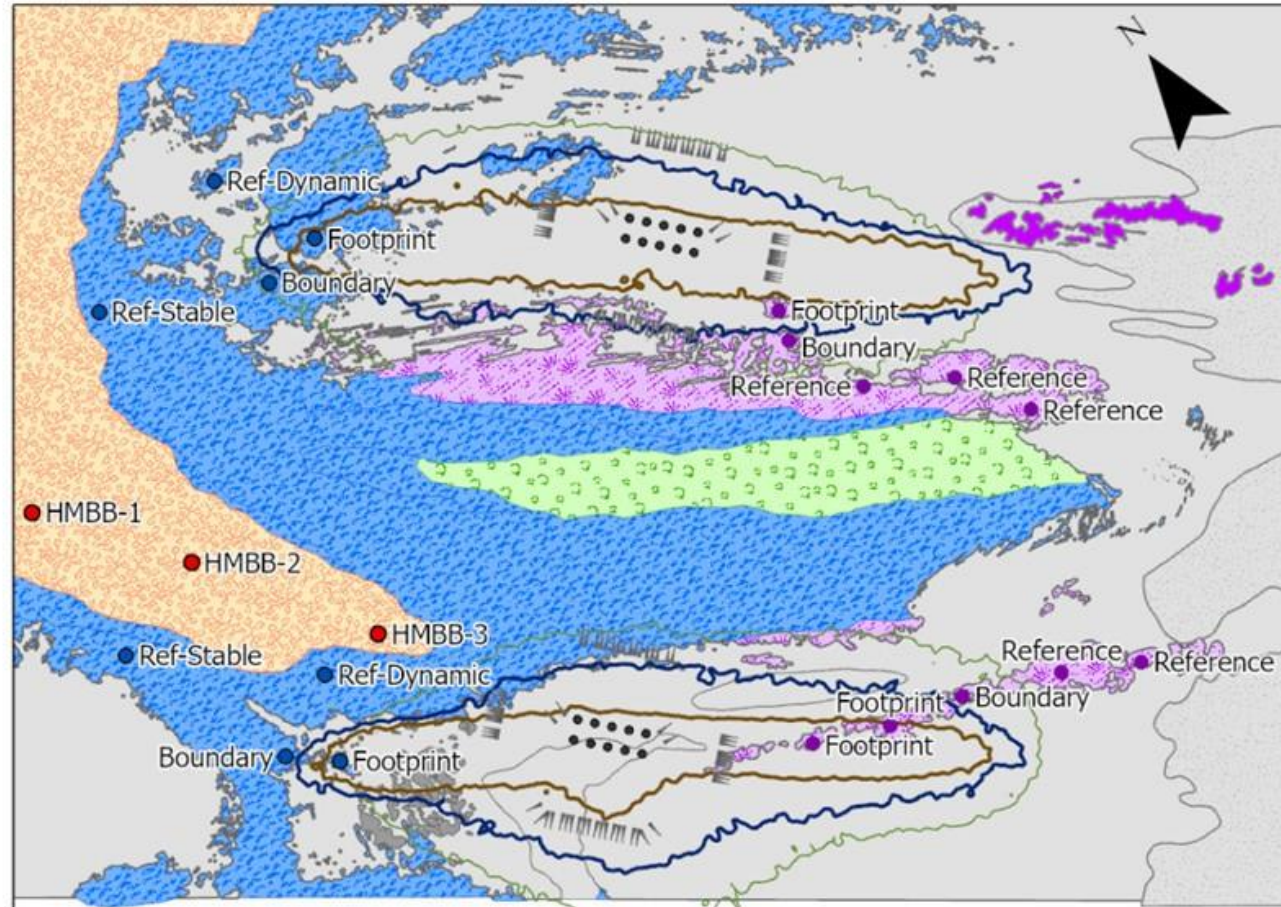 N
Ref-Dynamic
Footprint
Boundary
Ref-Stable
Footprint
Boundary
Reference
Reference
Reference
HMBB-1
HMBB-2
HMBB-3
Ref-Stable
Ref-Dynamic
Reference
Reference
Boundary
Footprint
Footprint
Boundary
Footprint